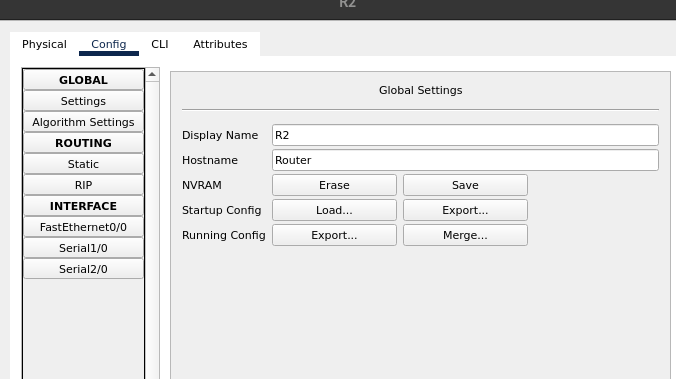 R2
Physical Config CLI Attributes
GLOBAL
Settings
Algorithm Settings
ROUTING
Static
RIP
INTERFACE
FastEthernet0/0
Serial1/0
Serial2/0
Global Settings
Display Name R2
Hostname Router
NVRAM Erase Save
Startup Config Load... Export...
Running Config Export... Merge...